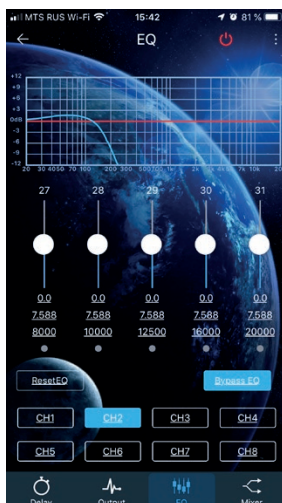 MTS RUS Wi-Fi 15:42 81 %
EQ
+12
+9
+6
+3
0dB
-3
-6
-9
-12
20 30 40 50 70 100 200 300 500 700 1k 2k 3k 4k 5k 7k 10k 20
27 28 29 30 31
0.0 0.0 0.0 0.0 0.0
7.588 7.588 7.588 7.588 7.588
8000 10000 12500 16000 20000
ResetEQ Bypass EQ
CH1 CH2 CH3 CH4
CH5 CH6 CH7 CH8
Delay Output EQ Mixer